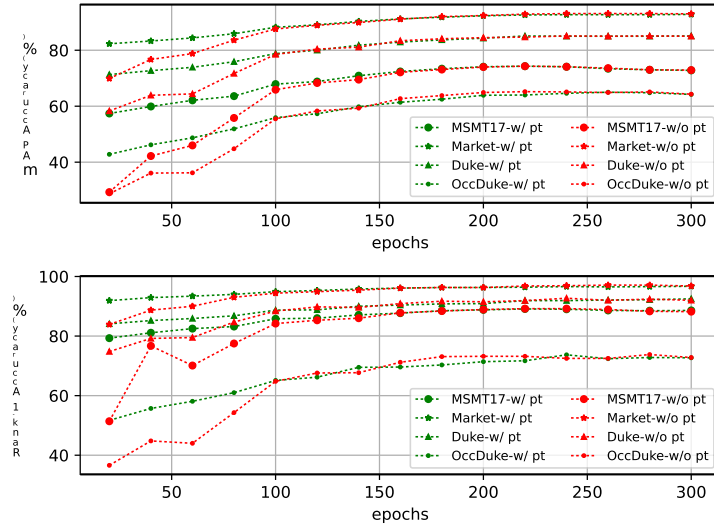 mAP Accuracy(%)
80
60
40
50
100
150
200
250
300
epochs
MSMT17-w/ pt
Market-w/ pt
Duke-w/ pt
OccDuke-w/ pt
MSMT17-w/o pt
Market-w/o pt
Duke-w/o pt
OccDuke-w/o pt
Rank 1 Accuracy(%)
100
80
60
40
50
100
150
200
250
300
epochs
MSMT17-w/ pt
Market-w/ pt
Duke-w/ pt
OccDuke-w/ pt
MSMT17-w/o pt
Market-w/o pt
Duke-w/o pt
OccDuke-w/o pt